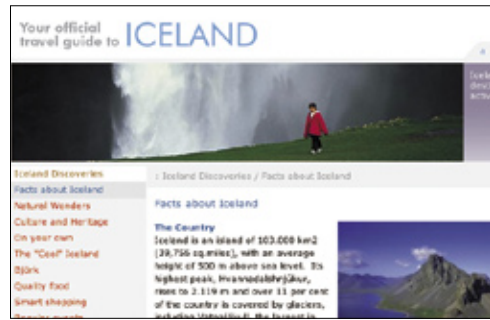 Your official
travel guide to ICELAND
Iceland Discoveries
Facts about Iceland
Natural Wonders
Culture and Heritage
On your own
The "Cool" Iceland
Björk
Quality food
Smart shopping
: Iceland Discoveries / Facts about Iceland
Facts about Iceland
The Country
Iceland is an island of 103.000 km2
(39,756 sq.miles), with an average
height of 500 m above sea level. Its
highest peak, Hvannadalshnjúkur,
rises to 2.119 m and over 11 per cent
of the country is covered by glaciers,